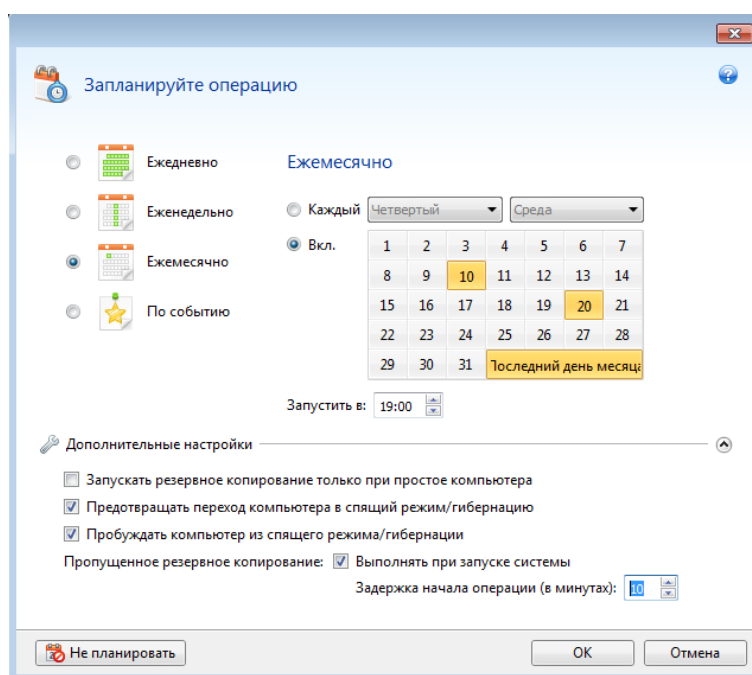 Запланируйте операцию
Ежедневно
Еженедельно
Ежемесячно
По событию
Ежемесячно
Каждый Четвертый Среда
Вкл.
1 2 3 4 5 6 7
8 9 10 11 12 13 14
15 16 17 18 19 20 21
22 23 24 25 26 27 28
29 30 31 Последний день месяца
Запустить в: 19:00
Дополнительные настройки
Запускать резервное копирование только при простое компьютера
Предотвращать переход компьютера в спящий режим/гибернацию
Пробуждать компьютер из спящего режима/гибернации
Пропущенное резервное копирование: Выполнять при запуске системы
Задержка начала операции (в минутах): 10
Не планировать ОК Отмена